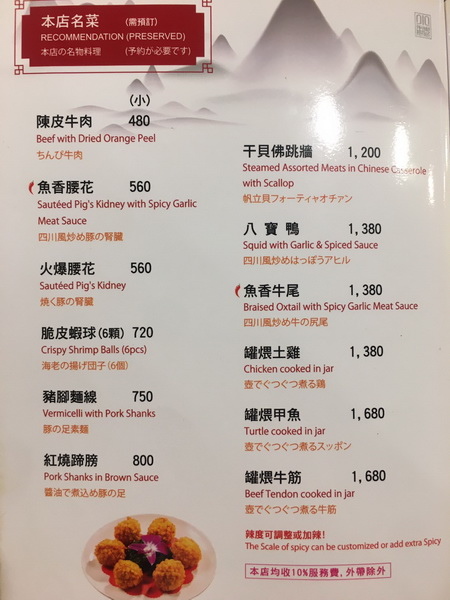 本店名菜 (需預訂)
RECOMMENDATION (PRESERVED)
本店の名物料理 (予約が必要です)
(小)
陳皮牛肉 480
Beef with Dried Orange Peel
ちんぴ牛肉
魚香腰花 560
Sautéed Pig's Kidney with Spicy Garlic
Meat Sauce
四川風炒め豚の腎臓
火爆腰花 560
Sautéed Pig's Kidney
焼く豚の腎臓
脆皮蝦球(6顆) 720
Crispy Shrimp Balls (6pcs)
海老の揚げ団子(6個)
豬腳麵線 750
Vermicelli with Pork Shanks
豚の足素麺
紅燒蹄膀 800
Pork Shanks in Brown Sauce
醤油で煮込め豚の足
干貝佛跳牆 1,200
Steamed Assorted Meats in Chinese Casserole
with Scallop
帆立貝フォーティャオチァン
八寶鴨 1,380
Squid with Garlic & Spiced Sauce
四川風炒めはっぽうアヒル
魚香牛尾 1,380
Braised Oxtail with Spicy Garlic Meat Sauce
四川風炒め牛の尻尾
罐煨土雞 1,380
Chicken cooked in jar
壺でぐつぐつ煮る鶏
罐煨甲魚 1,680
Turtle cooked in jar
壺でぐつぐつ煮るスッポン
罐煨牛筋 1,680
Beef Tendon cooked in jar
壺でぐつぐつ煮る牛筋
辣度可調整或加辣!
The Scale of spicy can be customized or add extra Spicy
本店均收10%服務費,外帶除外